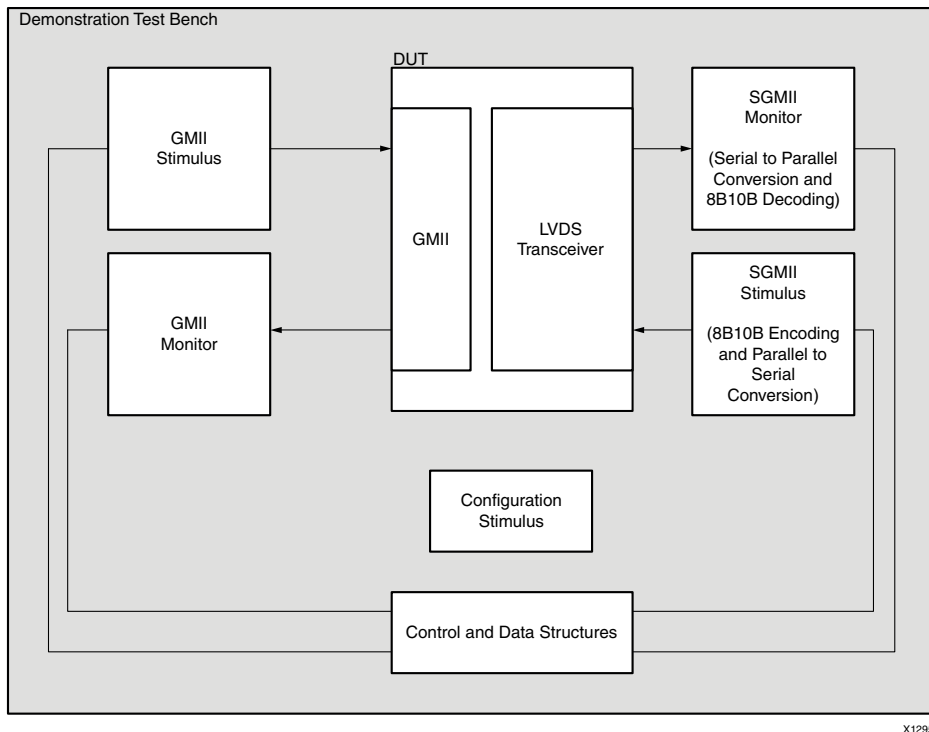 Demonstration Test Bench
DUT
GMII
Stimulus
GMII
Monitor
GMII
LVDS
Transceiver
SGMII
Monitor
(Serial to Parallel
Conversion and
8B10B Decoding)
SGMII
Stimulus
(8B10B Encoding
and Parallel to
Serial
Conversion)
Configuration
Stimulus
Control and Data Structures